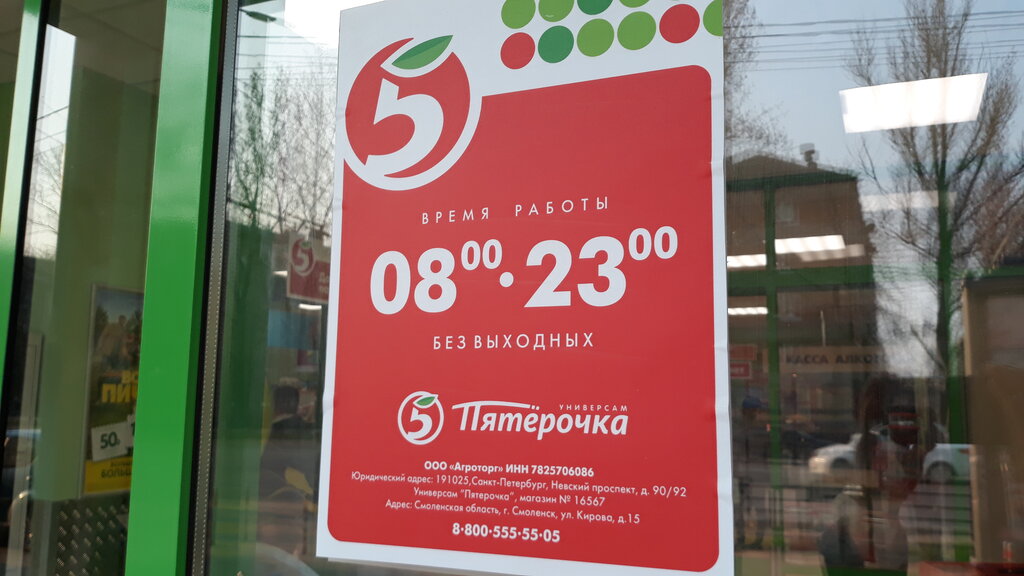 5
ВРЕМЯ РАБОТЫ
08⁰⁰·23⁰⁰
БЕЗ ВЫХОДНЫХ
5
УНИВЕРСАМ
Пятёрочка
ООО «Агроторг» ИНН 7825706086
Юридический адрес: 191025,Санкт-Петербург, Невский проспект, д. 90/92
Универсам "Пятерочка", магазин № 16567
Адрес: Смоленская область, г. Смоленск, ул. Кирова, д.15
8-800-555-55-05
5
КАССА
50